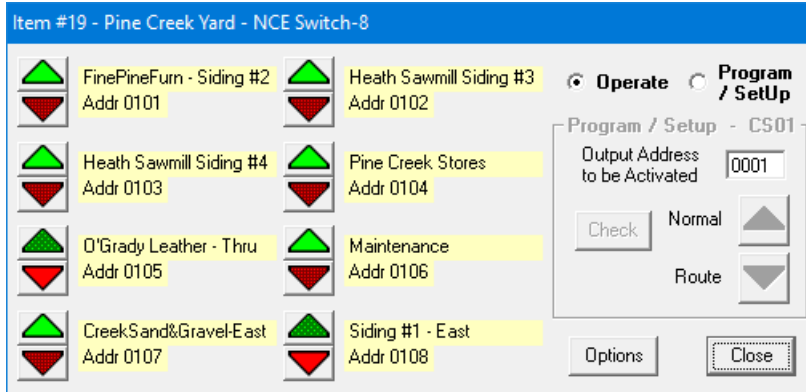 Item #19 - Pine Creek Yard - NCE Switch-8
FinePineFurn - Siding #2
Addr 0101
Heath Sawmill Siding #3
Addr 0102
Heath Sawmill Siding #4
Addr 0103
Pine Creek Stores
Addr 0104
O'Grady Leather - Thru
Addr 0105
Maintenance
Addr 0106
CreekSand&Gravel-East
Addr 0107
Siding #1 - East
Addr 0108
Operate
Program
/ SetUp
Program / Setup - CS01
Output Address
to be Activated
0001
Check
Normal
Route
Options
Close